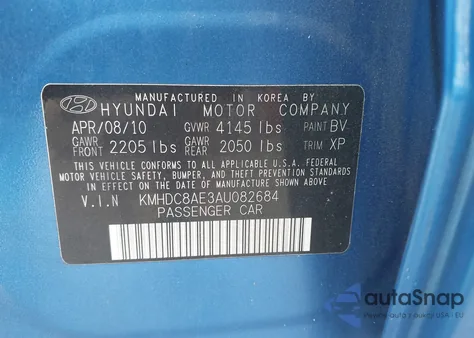 MANUFACTURED IN KOREA BY
HYUNDAI MOTOR COMPANY
APR/08/10 GVWR 4145 lbs PAINT BV
GAWR FRONT 2205 lbs GAWR REAR 2050 lbs TRIM XP
THIS VEHICLE CONFORMS TO ALL APPLICABLE U.S.A. FEDERAL
MOTOR VEHICLE SAFETY, BUMPER, AND THEFT PREVENTION STANDARDS
IN EFFECT ON THE DATE OF MANUFACTURE SHOWN ABOVE.
V.I.N KMHDC8AE3AU082684
PASSENGER CAR
autoSnap
USA - EU